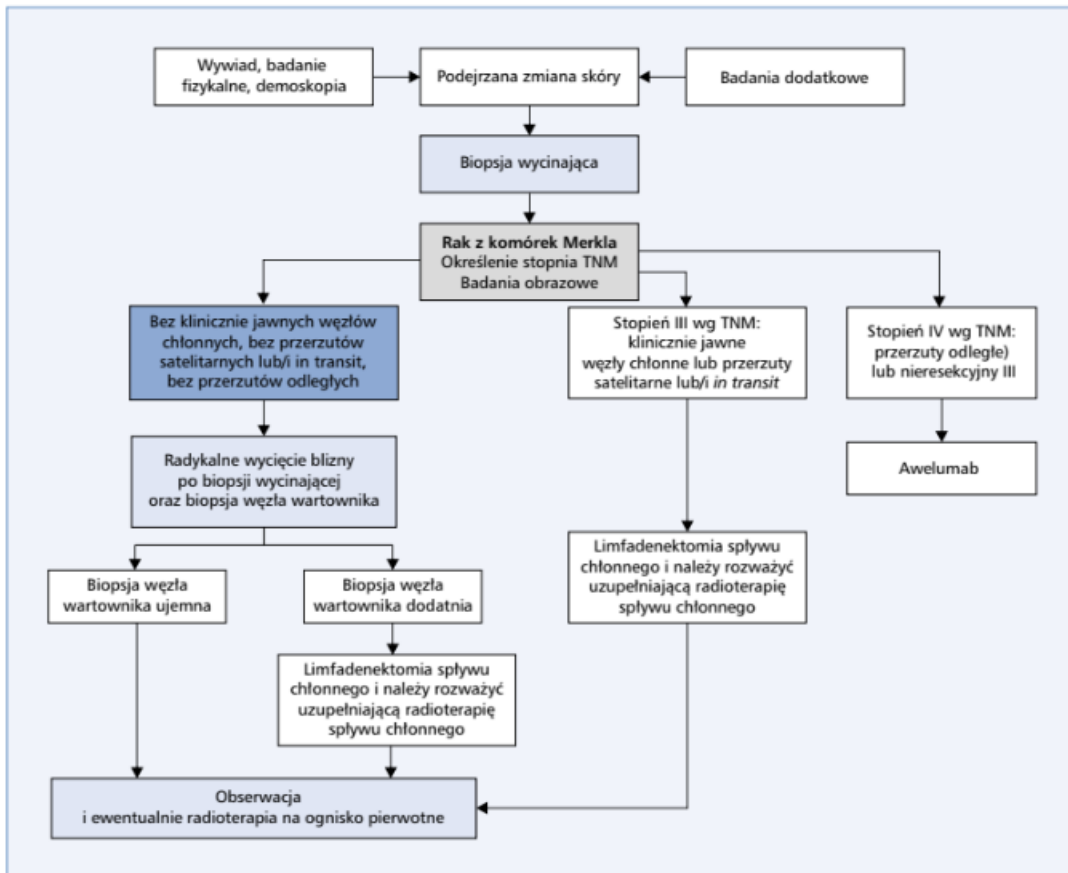 Wywiad, badanie
fizykalne, demoskopia
Podejrzana zmiana skóry
Badania dodatkowe
Biopsja wycinająca
Rak z komórek Merkla
Określenie stopnia TNM
Badania obrazowe
Bez klinicznie jawnych węzłów
chłonnych, bez przerzutów
satelitarnych lub/i in transit,
bez przerzutów odległych
Stopień III wg TNM:
klinicznie jawne
węzły chłonne lub przerzuty
satelitarne lub/i in transit
Stopień IV wg TNM:
przerzuty odległe)
lub nieresekcyjny III
Radykalne wycięcie blizny
po biopsji wycinającej
oraz biopsja węzła wartownika
Awelumab
Limfadenektomia spływu
chłonnego i należy rozważyć
uzupełniającą radioterapię
spływu chłonnego
Biopsja węzła
wartownika ujemna
Biopsja węzła
wartownika dodatnia
Limfadenektomia spływu
chłonnego i należy rozważyć
uzupełniającą radioterapię
spływu chłonnego
Obserwacja
i ewentualnie radioterapia na ognisko pierwotne